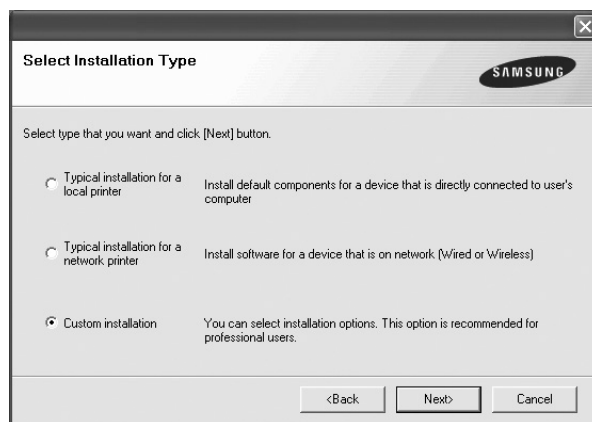 Select Installation Type
SAMSUNG
Select type that you want and click [Next] button.
Typical installation for a
local printer
Install default components for a device that is directly connected to user's
computer
Typical installation for a
network printer
Install software for a device that is on network (Wired or Wireless)
Custom installation
You can select installation options. This option is recommended for
professional users.
<Back
Next>
Cancel